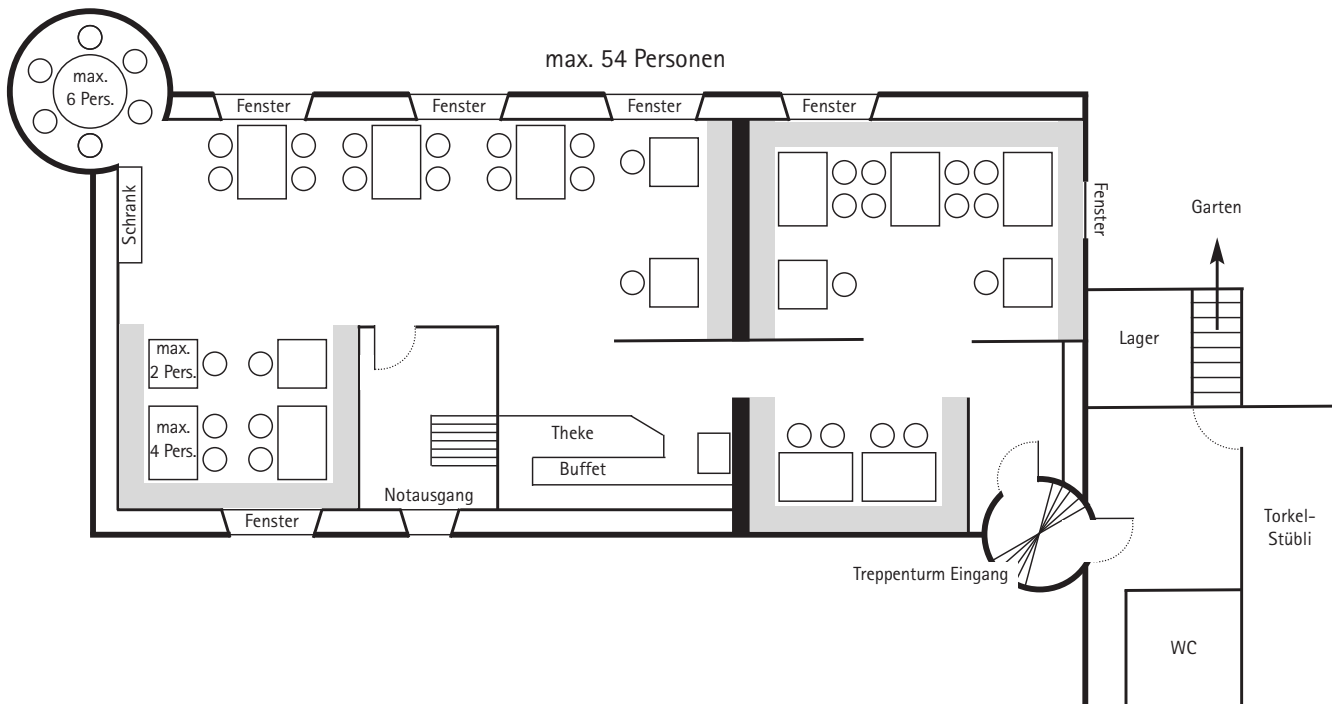 max. 54 Personen
max.
6 Pers.
Fenster
Fenster
Fenster
Fenster
Schrank
Fenster
Garten
Lager
max.
2 Pers.
max.
4 Pers.
Theke
Buffet
Notausgang
Fenster
Treppenturm Eingang
Torkel-
Stübli
WC